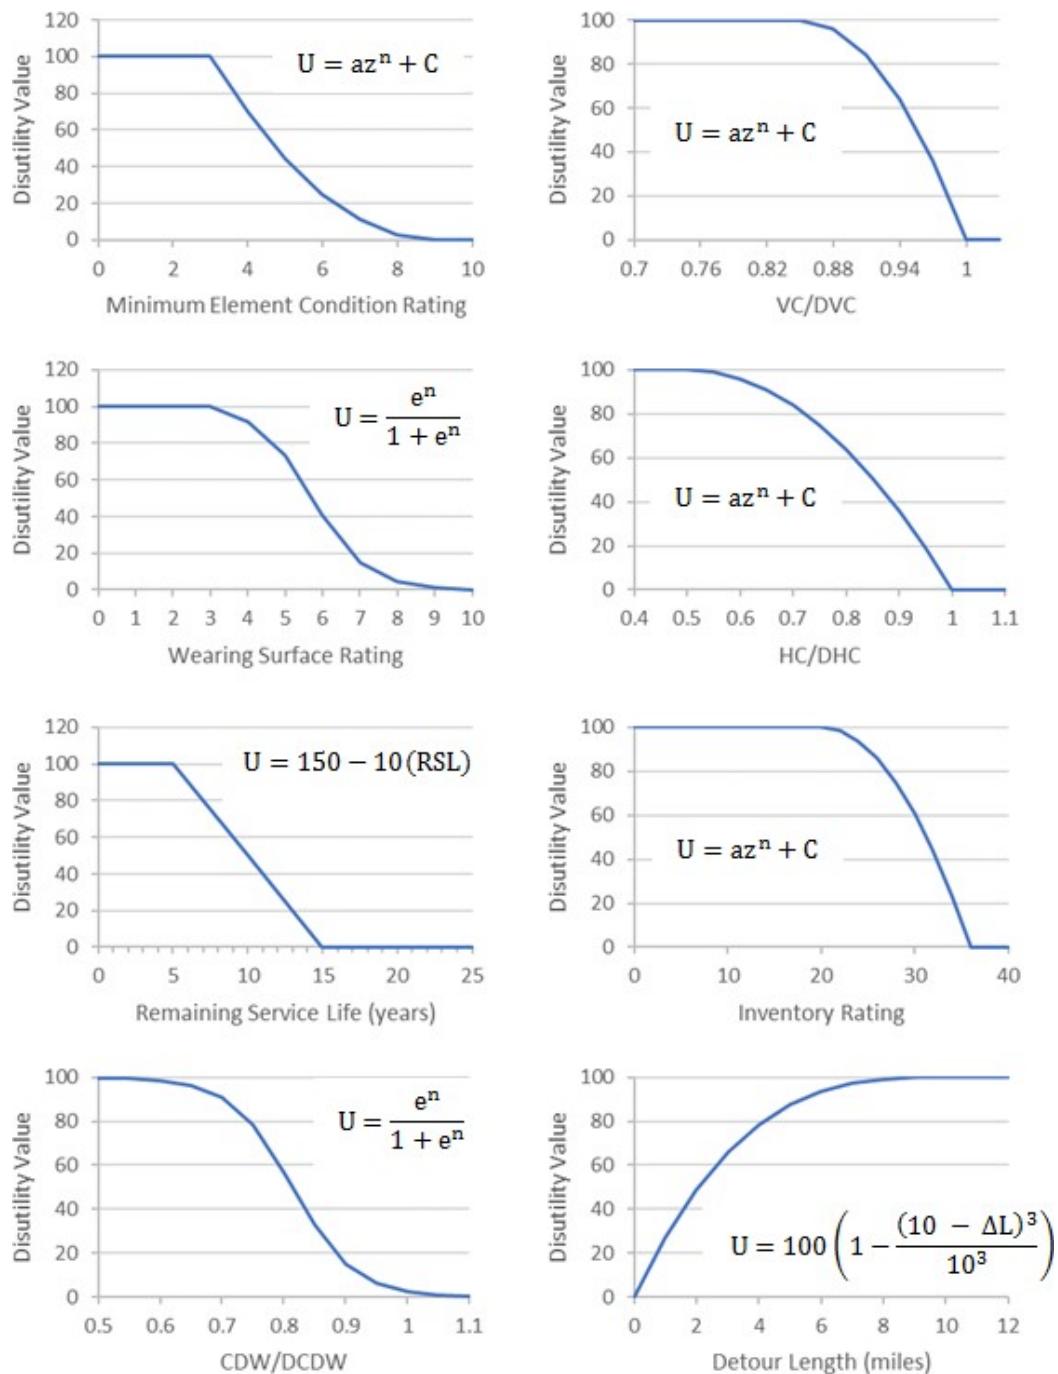 120
100
80
60
40
20
0
Disutility Value
U = azⁿ + C
0 2 4 6 8 10
Minimum Element Condition Rating
100
80
60
40
20
0
Disutility Value
U = azⁿ + C
0.7 0.76 0.82 0.88 0.94 1
VC/DVC
120
100
80
60
40
20
0
Disutility Value
U = eⁿ / 1 + eⁿ
0 1 2 3 4 5 6 7 8 9 10
Wearing Surface Rating
100
80
60
40
20
0
Disutility Value
U = azⁿ + C
0.4 0.5 0.6 0.7 0.8 0.9 1 1.1
HC/DHC
120
100
80
60
40
20
0
Disutility Value
U = 150 − 10(RSL)
0 5 10 15 20 25
Remaining Service Life (years)
100
80
60
40
20
0
Disutility Value
U = azⁿ + C
0 10 20 30 40
Inventory Rating
100
80
60
40
20
0
Disutility Value
U = eⁿ / 1 + eⁿ
0.5 0.6 0.7 0.8 0.9 1 1.1
CDW/DCDW
100
80
60
40
20
0
Disutility Value
U = 100 (1 − (10 − ΔL)³ / 10³)
0 2 4 6 8 10 12
Detour Length (miles)